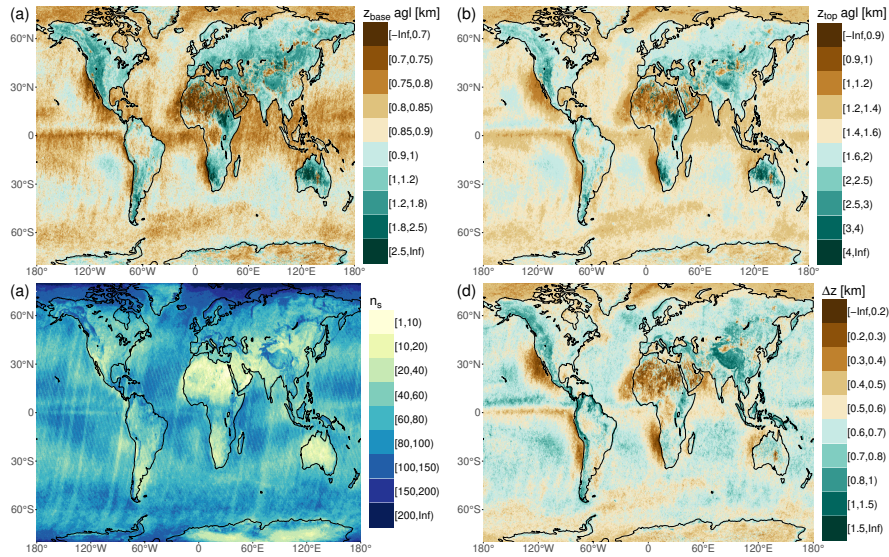 (a)
z_base agl [km]
60°N
30°N
0
30°S
60°S
180° 120°W 60°W 0 60°E 120°E 180°
[-Inf,0.7)
[0.7,0.75)
[0.75,0.8)
[0.8,0.85)
[0.85,0.9)
[0.9,1)
[1,1.2)
[1.2,1.8)
[1.8,2.5)
[2.5,Inf)
(b)
z_top agl [km]
60°N
30°N
0
30°S
60°S
180° 120°W 60°W 0 60°E 120°E 180°
[-Inf,0.9)
[0.9,1)
[1,1.2)
[1.2,1.4)
[1.4,1.6)
[1.6,2)
[2,2.5)
[2.5,3)
[3,4)
[4,Inf)
(a)
n_s
60°N
30°N
0
30°S
60°S
180° 120°W 60°W 0 60°E 120°E 180°
[1,10)
[10,20)
[20,40)
[40,60)
[60,80)
[80,100)
[100,150)
[150,200)
[200,Inf)
(d)
Δz [km]
60°N
30°N
0
30°S
60°S
180° 120°W 60°W 0 60°E 120°E 180°
[-Inf,0.2)
[0.2,0.3)
[0.3,0.4)
[0.4,0.5)
[0.5,0.6)
[0.6,0.7)
[0.7,0.8)
[0.8,1)
[1,1.5)
[1.5,Inf)